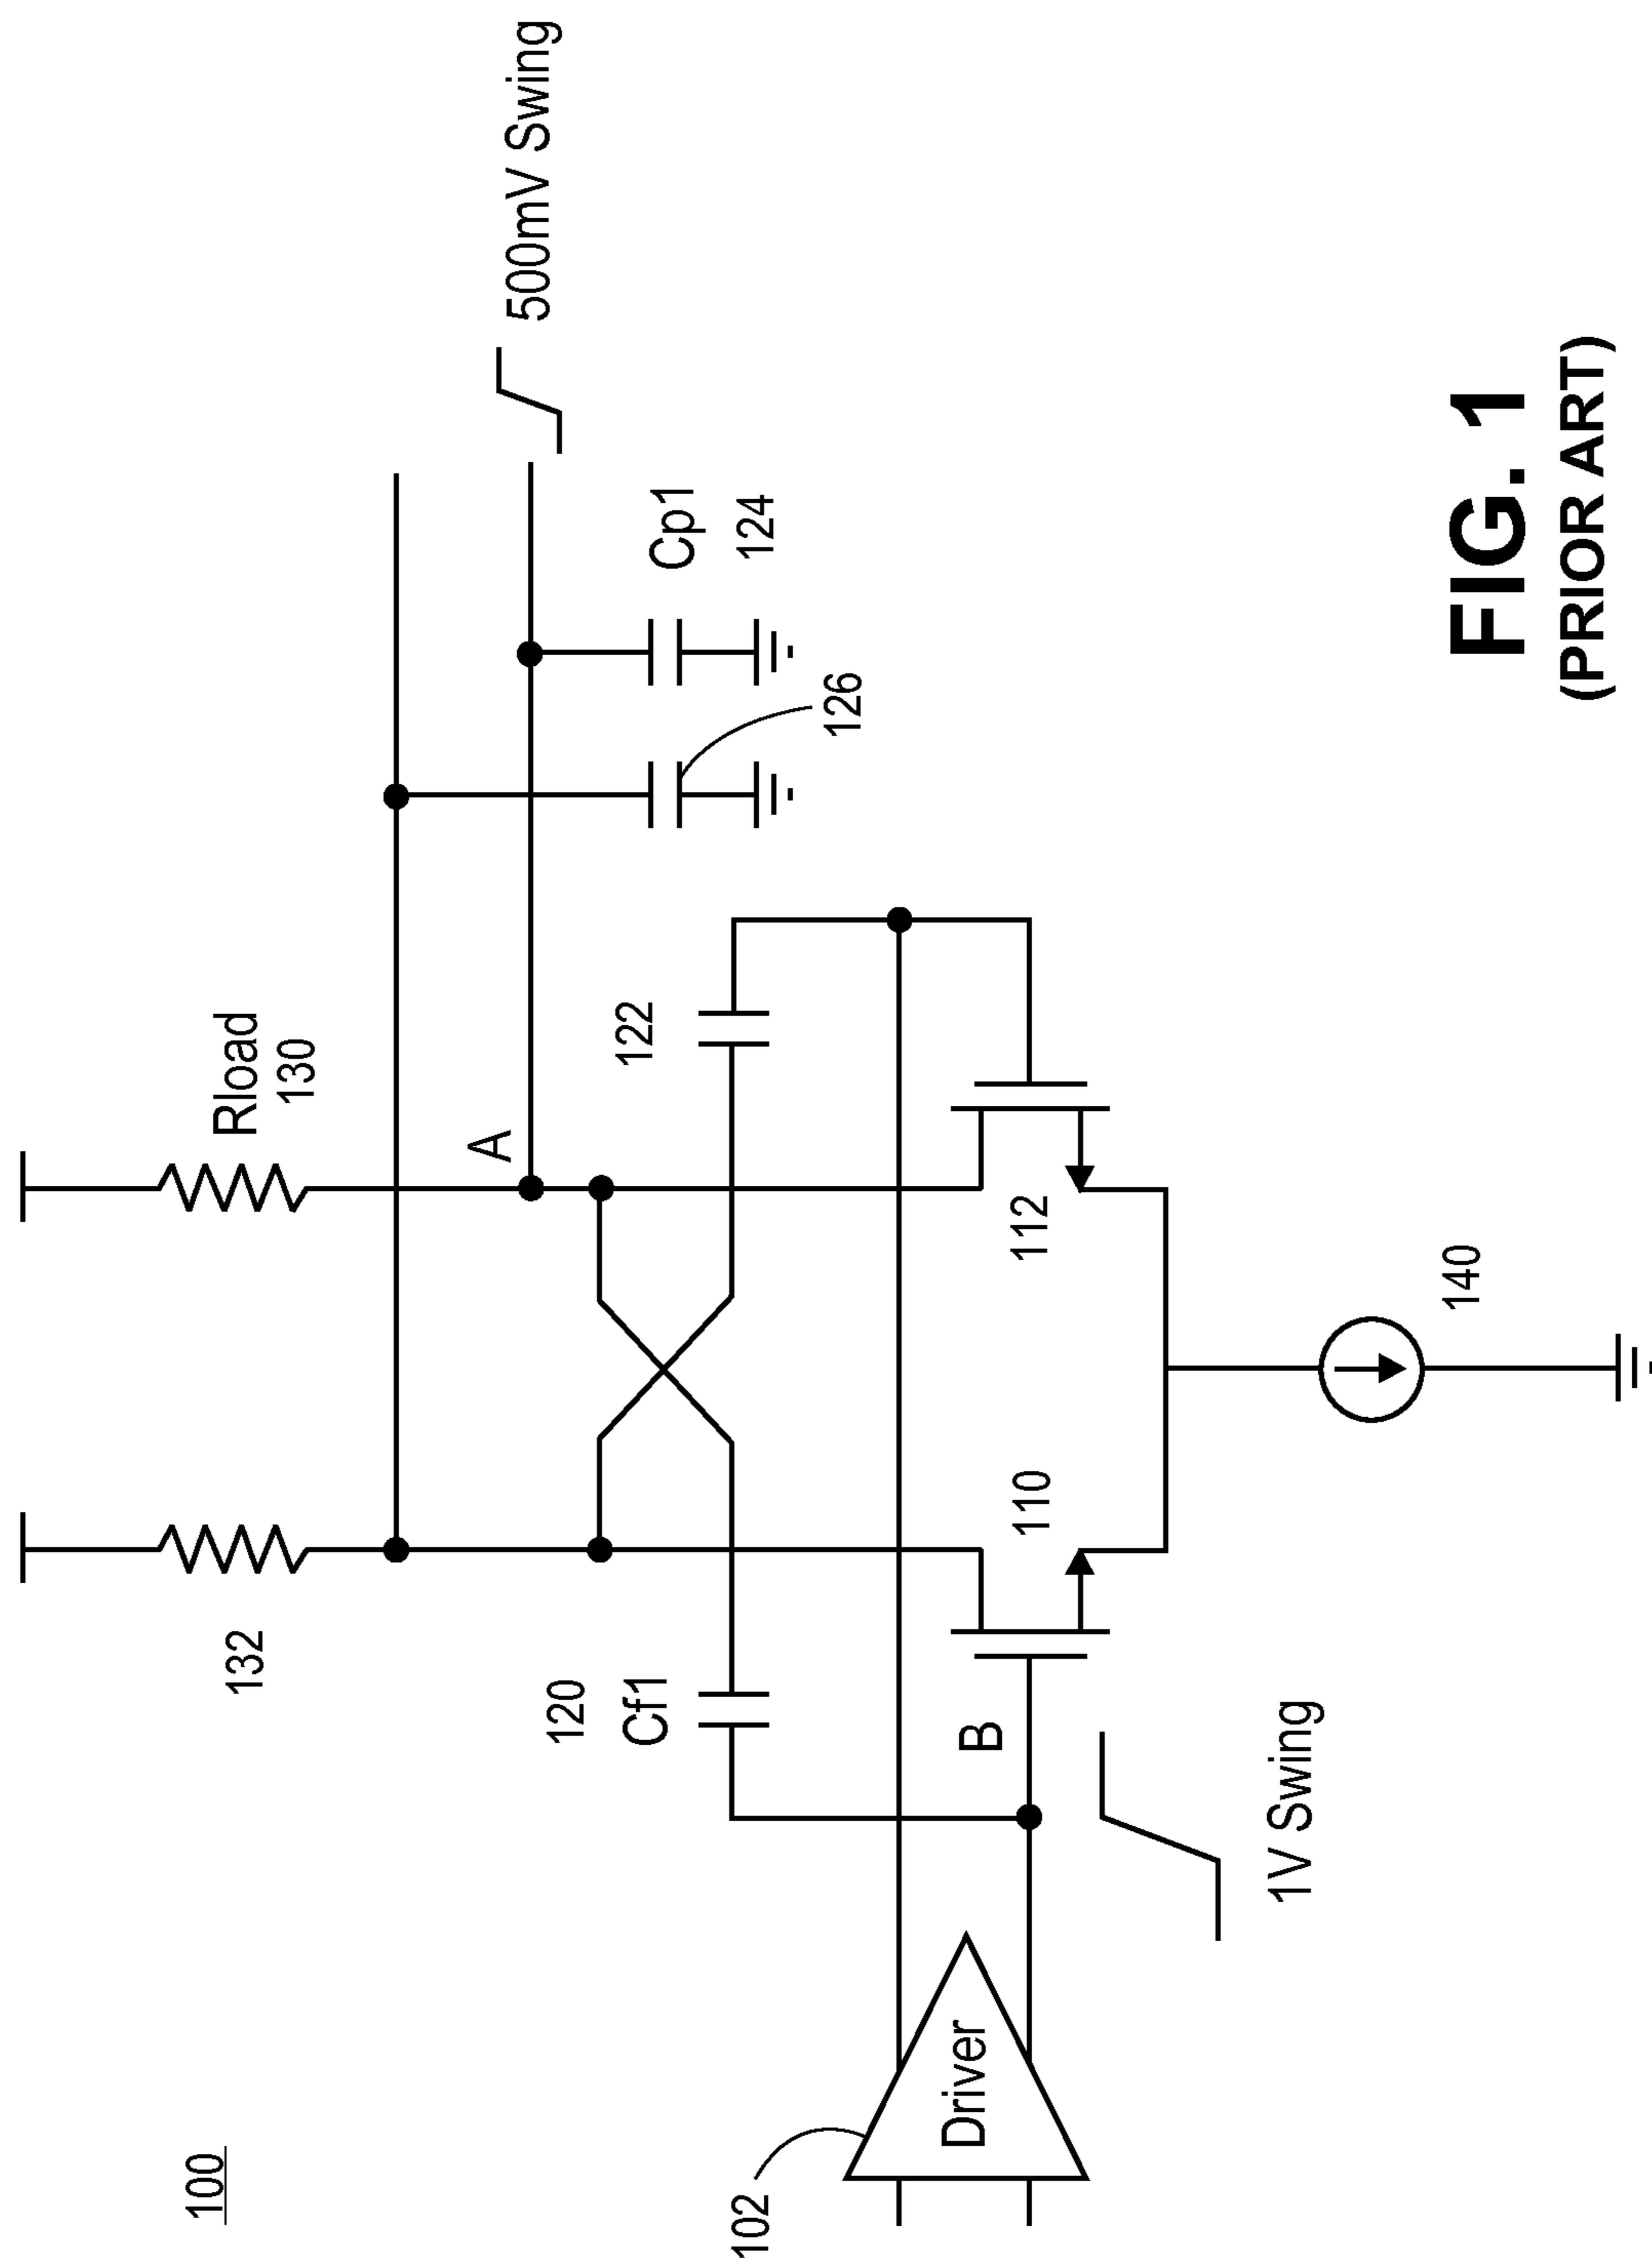 100
132
Rload
130
A
500mV Swing
120
Cf1
122
Cp1
124
126
102
Driver
B
110
112
1V Swing
140
FIG. 1
(PRIOR ART)